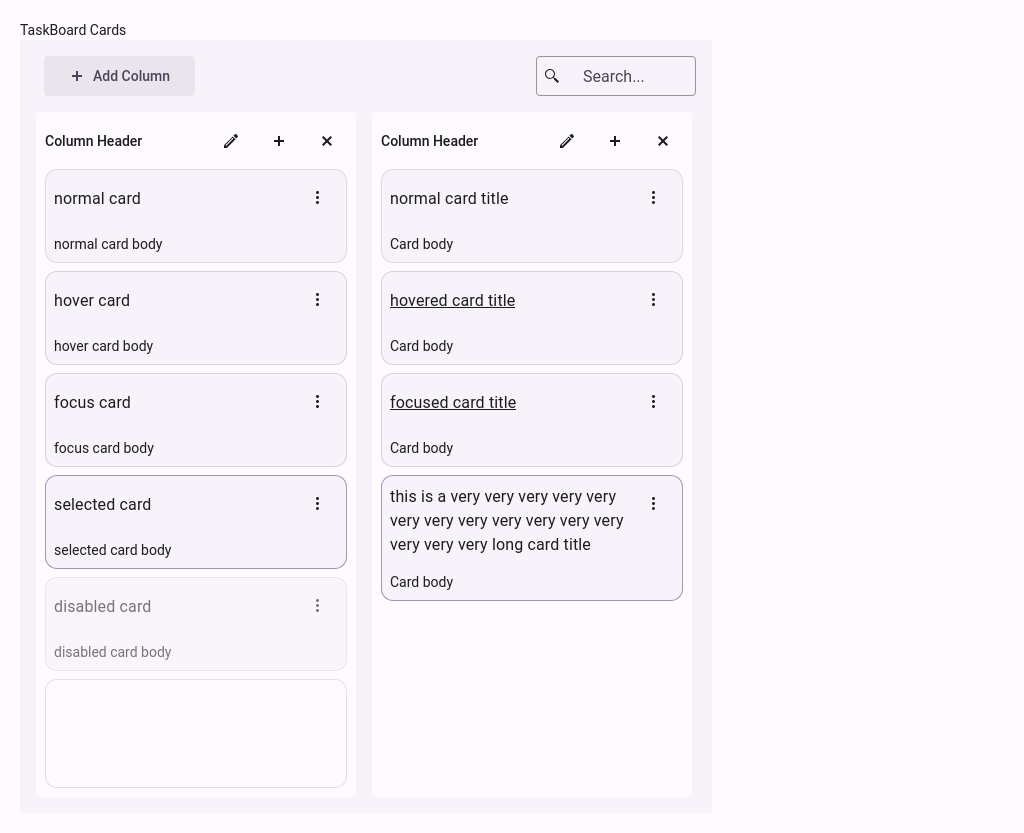 TaskBoard Cards
Add Column
Search...
Column Header
normal card
normal card body
hover card
hover card body
focus card
focus card body
selected card
selected card body
disabled card
disabled card body
Column Header
normal card title
Card body
hovered card title
Card body
focused card title
Card body
this is a very very very very very
very very very very very very very
very very very long card title
Card body